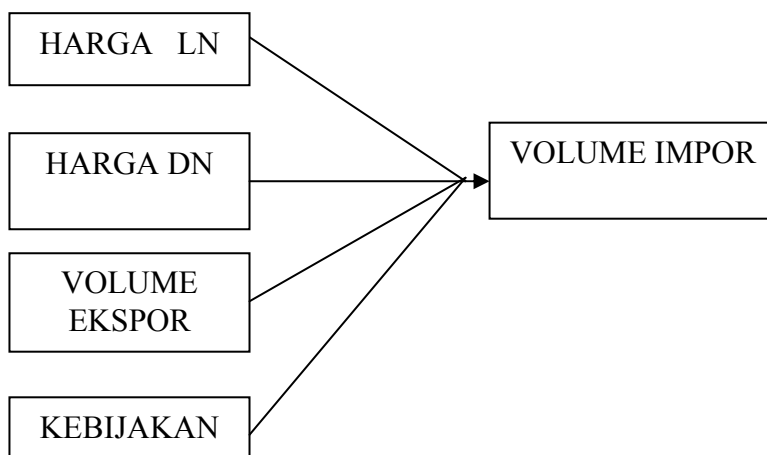 HARGA LN
HARGA DN
VOLUME IMPOR
VOLUME
EKSPOR
KEBIJAKAN